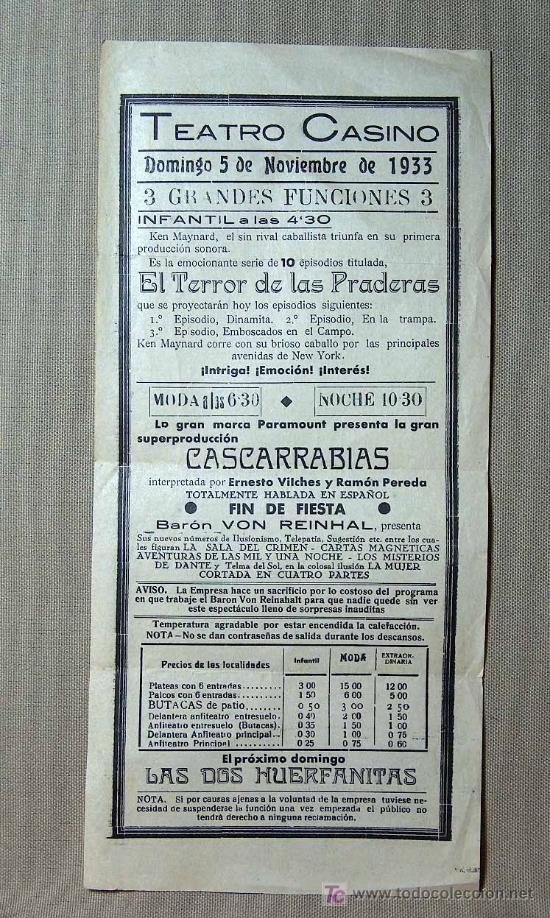 TEATRO CASINO
Domingo 5 de Noviembre de 1933
3 GRANDES FUNCIONES 3
INFANTIL a las 4'30
Ken Maynard, el sin rival caballista triunfa en su primera
producción sonora.
Es la emocionante serie de 10 episodios titulada,
El Terror de las Praderas
que se proyectarán hoy los episodios siguientes:
1.º Episodio, Dinamita. 2.º Episodio, En la trampa.
3.º Ep sodio, Emboscados en el Campo.
Ken Maynard corre con su brioso caballo por las principales
avenidas de New York.
¡Intriga! ¡Emoción! ¡Interés!
MODA a las 6'30 ◆ NOCHE 10 30
Lo gran marca Paramount presenta la gran
superproducción
CASCARRABIAS
interpretada por Ernesto Vilches y Ramón Pereda
TOTALMENTE HABLADA EN ESPAÑOL
● FIN DE FIESTA ●
Barón VON REINHAL, presenta
Sus nuevos números de Ilusionismo, Telepatía, Sugestión etc. entre los cua-
les figuran LA SALA DEL CRIMEN - CARTAS MAGNETICAS
AVENTURAS DE LAS MIL Y UNA NOCHE - LOS MISTERIOS
DE DANTE y Telma del Sol, en la colosal ilusión LA MUJER
CORTADA EN CUATRO PARTES
AVISO. La Empresa hace un sacrificio por lo costoso del programa
en que trabaje el Baron Von Reinahalt para que nadie quede sin ver
este espectáculo lleno de sorpresas inauditas
Temperatura agradable por estar encendida la calefacción.
NOTA—No se dan contraseñas de salida durante los descansos.
Precios de las localidades Infantil MODA EXTRAOR-
DINARIA
Plateas con 6 entradas......... 3 00 15 00 12 00
Palcos con 6 entradas......... 1 50 6 00 5 00
BUTACAS de patio......... 0 50 3 00 2 50
Delantera anfiteatro entresuelo. 0 40 2 00 1 50
Anfiteatro entresuelo (Butacas). 0 35 1 50 1 00
Delantera Anfiteatro principal.. 0 30 1 00 0 75
Anfiteatro Principal......... 0 25 0 75 0 60
El próximo domingo
LAS DOS HUERFANITAS
NOTA. Si por causas ajenas a la voluntad de la empresa tuviese ne-
cesidad de suspenderse la función una vez empezada el público no
tendrá derecho a ninguna reclamación.
TC www.todocoleccion.net